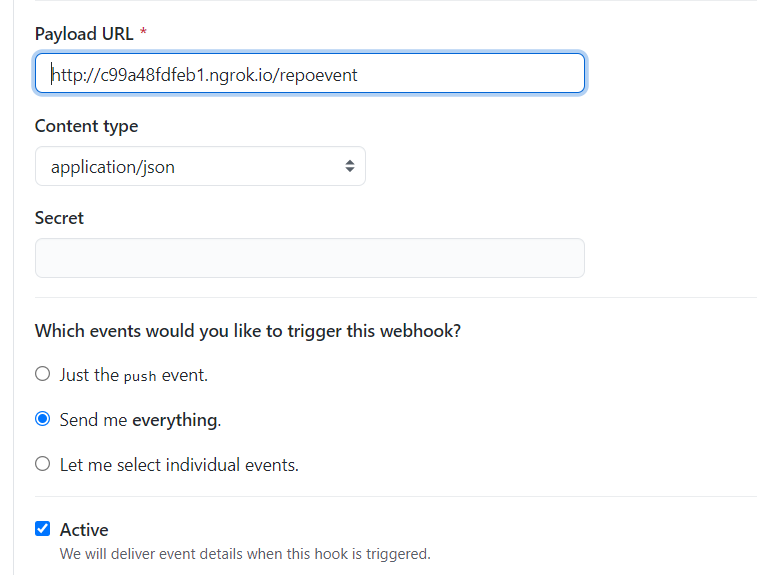 Payload URL *
http://c99a48fdfeb1.ngrok.io/repoevent
Content type
application/json
Secret
Which events would you like to trigger this webhook?
Just the push event.
Send me everything.
Let me select individual events.
Active
We will deliver event details when this hook is triggered.